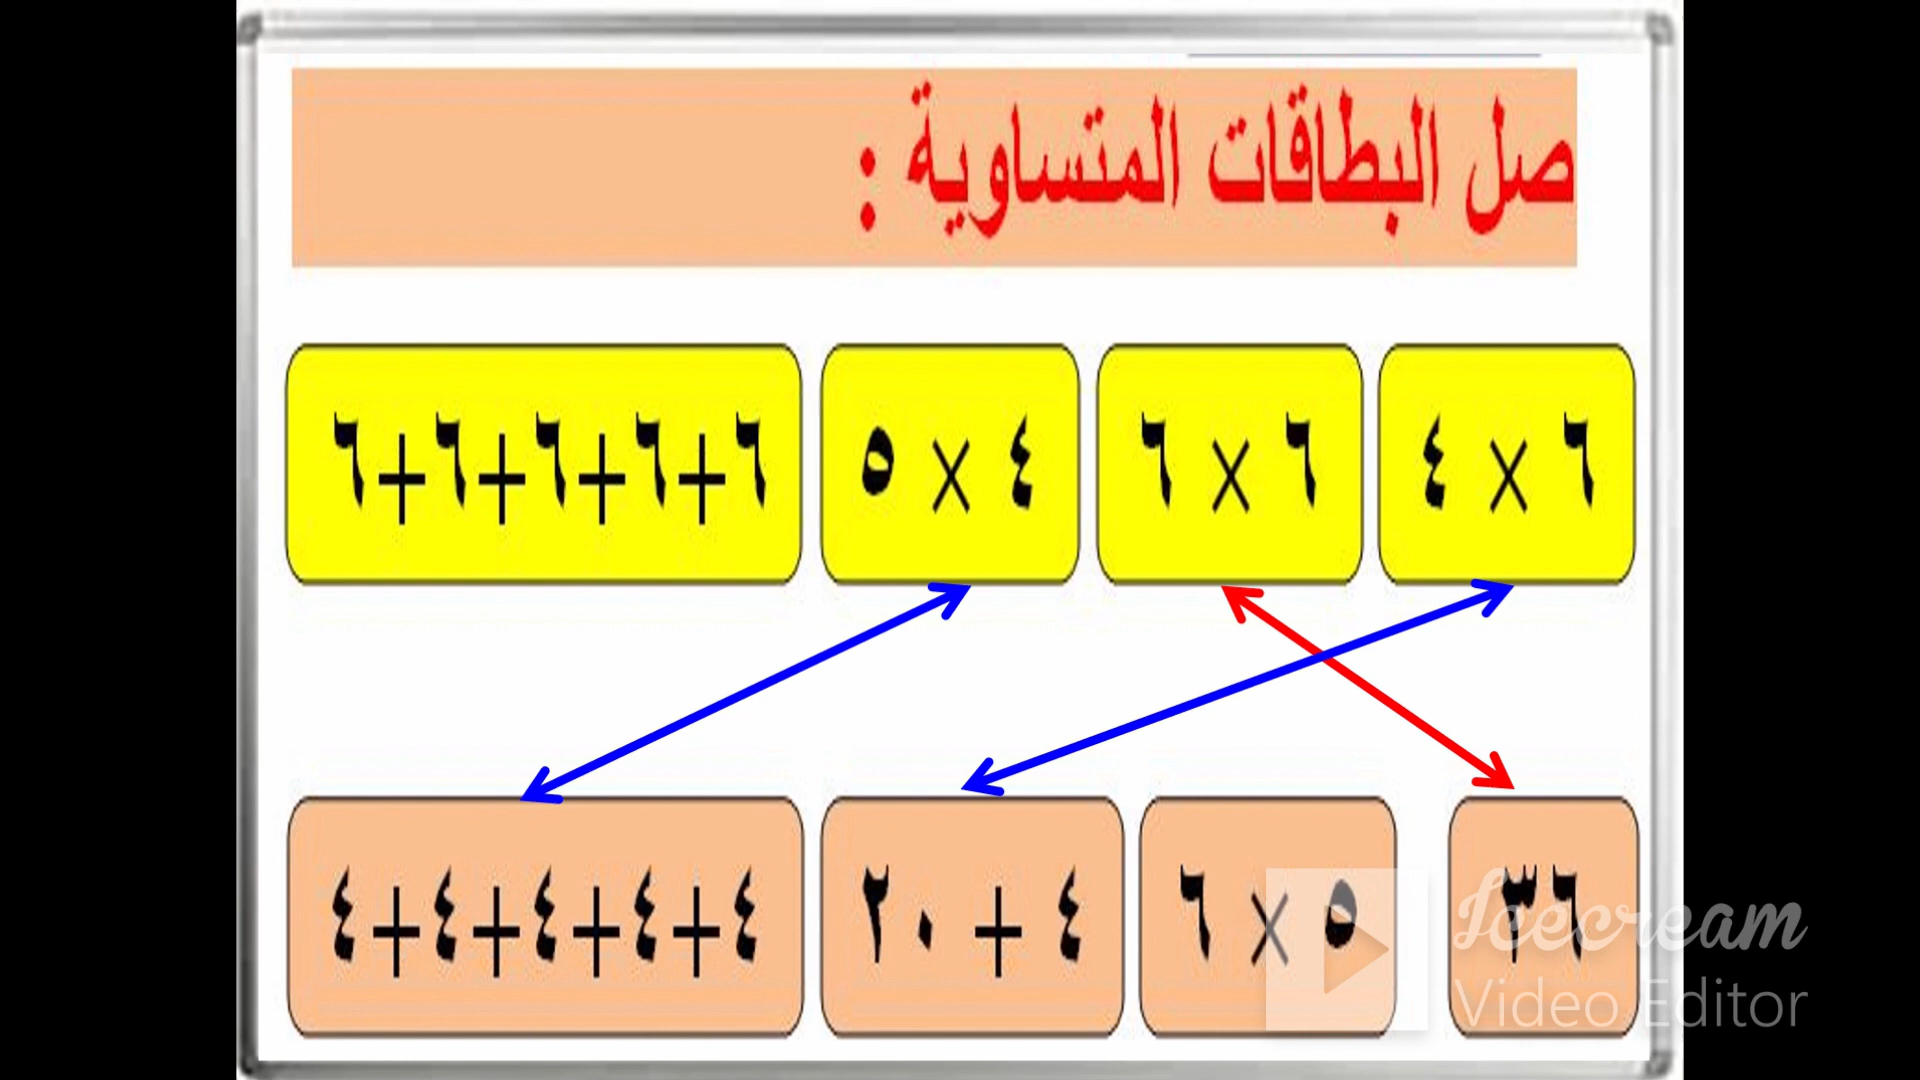 صل البطاقات المتساوية :
٦ × ٤
٦ × ٦
٤ × ٥
٦+٦+٦+٦+٦
٣٦
٥ × ٦
٤ + ٢٠
٤+٤+٤+٤+٤
Icecream
Video Editor